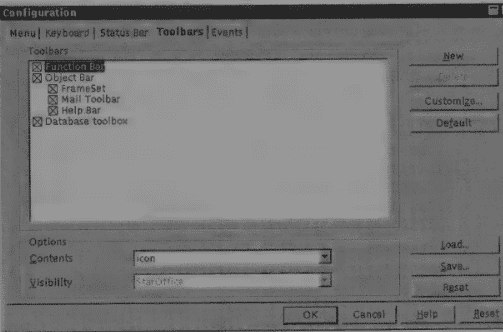 Configuration
Menu | Keyboard | Status Bar | Toolbars | Events |
Toolbars
Function Bar
Object Bar
FrameSet
Mail Toolbar
Help Bar
Database toolbox
New
Delete
Customize...
Default
Options
Contents
Icon
Visibility
StarOffice
Load...
Save...
Reset
OK
Cancel
Help
Reset